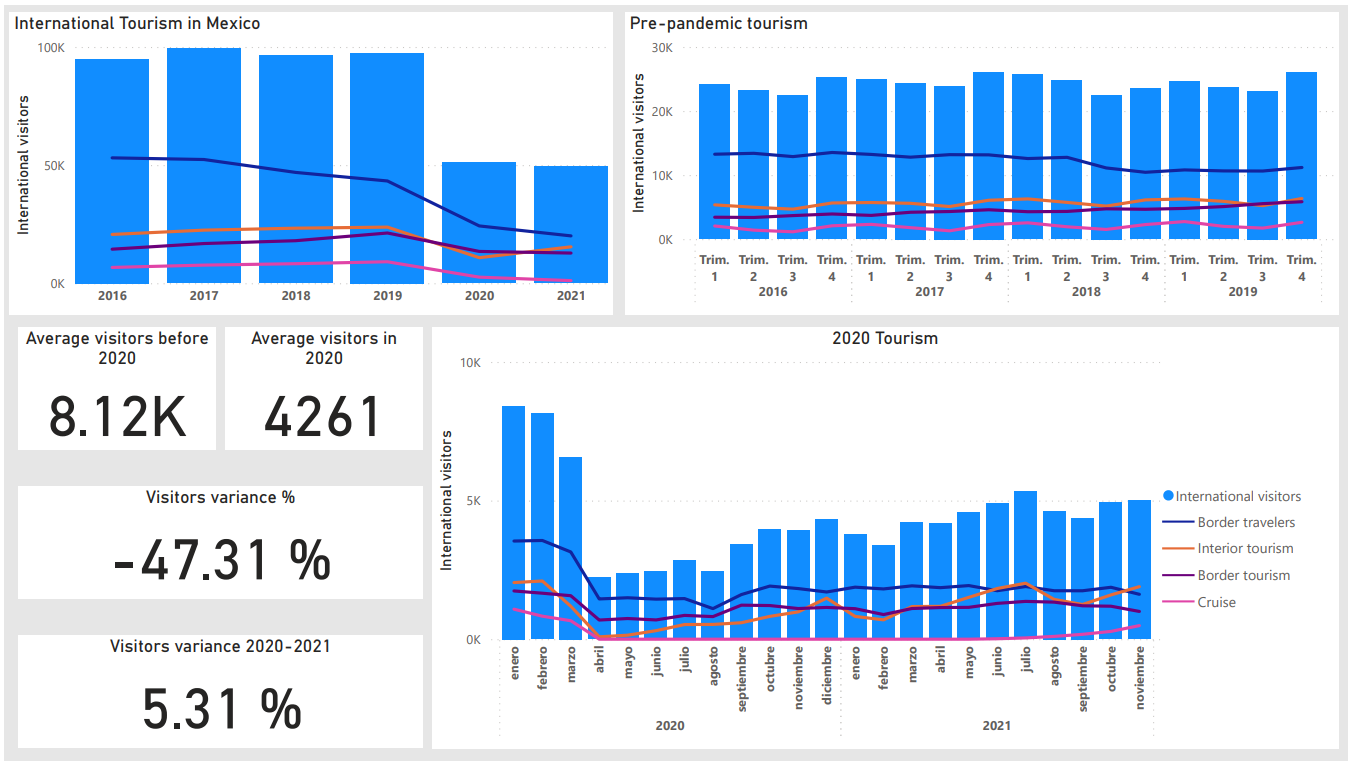 International Tourism in Mexico
International visitors
100K
50K
0K
2016 2017 2018 2019 2020 2021
Pre-pandemic tourism
International visitors
30K
20K
10K
0K
Trim. Trim. Trim. Trim. Trim. Trim. Trim. Trim. Trim. Trim. Trim. Trim. Trim. Trim. Trim. Trim.
1 2 3 4 1 2 3 4 1 2 3 4 1 2 3 4
2016 2017 2018 2019
Average visitors before
2020
8.12K
Average visitors in
2020
4261
Visitors variance %
-47.31 %
Visitors variance 2020-2021
5.31 %
2020 Tourism
International visitors
10K
5K
0K
enero
febrero
marzo
abril
mayo
junio
julio
agosto
septiembre
octubre
noviembre
diciembre
enero
febrero
marzo
abril
mayo
junio
julio
agosto
septiembre
octubre
noviembre
2020 2021
International visitors
Border travelers
Interior tourism
Border tourism
Cruise